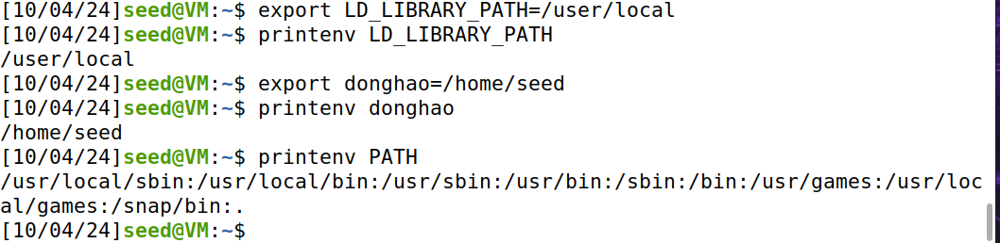 [10/04/24]seed@VM:~$ export LD_LIBRARY_PATH=/user/local
[10/04/24]seed@VM:~$ printenv LD_LIBRARY_PATH
/user/local
[10/04/24]seed@VM:~$ export donghao=/home/seed
[10/04/24]seed@VM:~$ printenv donghao
/home/seed
[10/04/24]seed@VM:~$ printenv PATH
/usr/local/sbin:/usr/local/bin:/usr/sbin:/usr/bin:/sbin:/bin:/usr/games:/usr/loc
al/games:/snap/bin:.
[10/04/24]seed@VM:~$